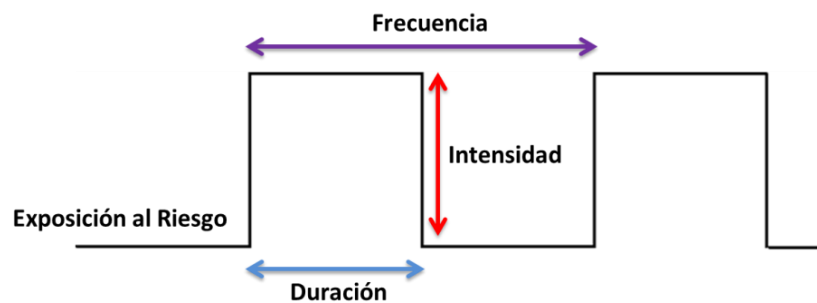 Frecuencia
Intensidad
Exposición al Riesgo
Duración